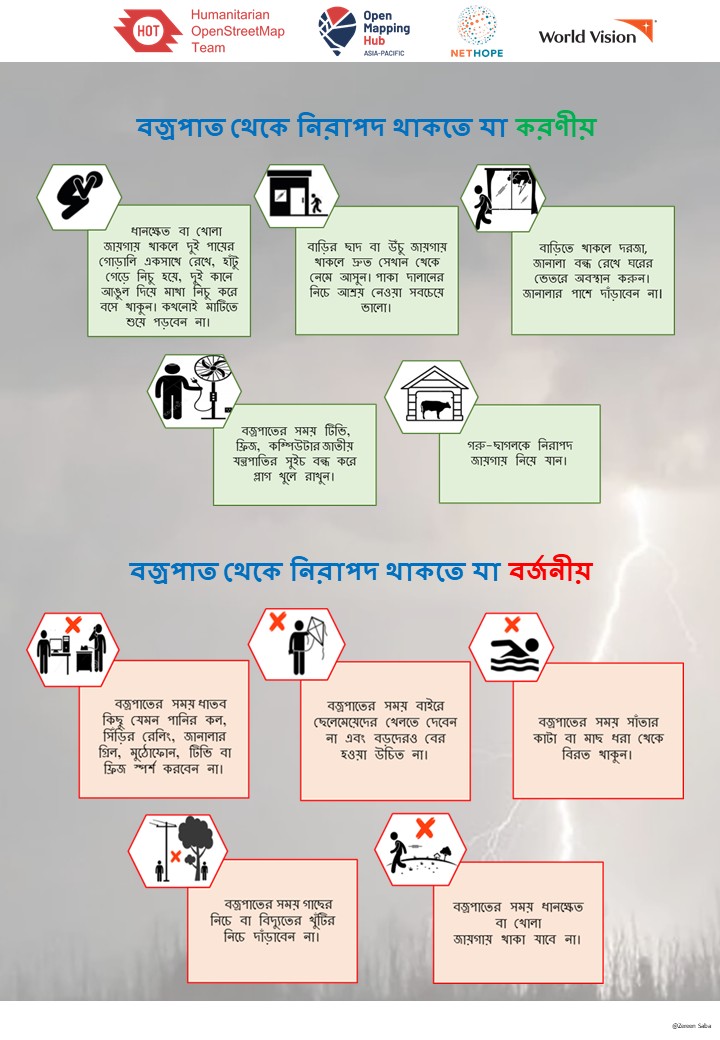 HOT
Humanitarian
OpenStreetMap
Team
Open
Mapping
Hub
ASIA-PACIFIC
NETHOPE
World Vision
বজ্রপাত থেকে নিরাপদ থাকতে যা করণীয়
ধানক্ষেত বা খোলা
জায়গায় থাকলে দুই পায়ের
গোড়ালি একসাথে রেখে, হাঁটু
গেড়ে নিচু হয়ে, দুই কানে
আঙুল দিয়ে মাথা নিচু করে
বসে থাকুন। কখনোই মাটিতে
শুয়ে পড়বেন না।
বাড়ির ছাদ বা উঁচু জায়গায়
থাকলে দ্রুত সেখান থেকে
নেমে আসুন। পাকা দালানের
নিচে আশ্রয় নেওয়া সবচেয়ে
ভালো।
বাড়িতে থাকলে দরজা,
জানালা বন্ধ রেখে ঘরের
ভেতরে অবস্থান করুন।
জানালার পাশে দাঁড়াবেন না।
বজ্রপাতের সময় টিভি,
ফ্রিজ, কম্পিউটার জাতীয়
যন্ত্রপাতির সুইচ বন্ধ করে
প্লাগ খুলে রাখুন।
গরু-ছাগলকে নিরাপদ
জায়গায় নিয়ে যান।
বজ্রপাত থেকে নিরাপদ থাকতে যা বর্জনীয়
বজ্রপাতের সময় ধাতব
কিছু যেমন পানির কল,
সিঁড়ির রেলিং, জানালার
গ্রিল, মুঠোফোন, টিভি বা
ফ্রিজ স্পর্শ করবেন না।
বজ্রপাতের সময় বাইরে
ছেলেমেয়েদের খেলতে দেবেন
না এবং বড়দেরও বের
হওয়া উচিত না।
বজ্রপাতের সময় সাঁতার
কাটা বা মাছ ধরা থেকে
বিরত থাকুন।
বজ্রপাতের সময় গাছের
নিচে বা বিদ্যুতের খুঁটির
নিচে দাঁড়াবেন না।
বজ্রপাতের সময় ধানক্ষেত
বা খোলা
জায়গায় থাকা যাবে না।
@Zereen Saba